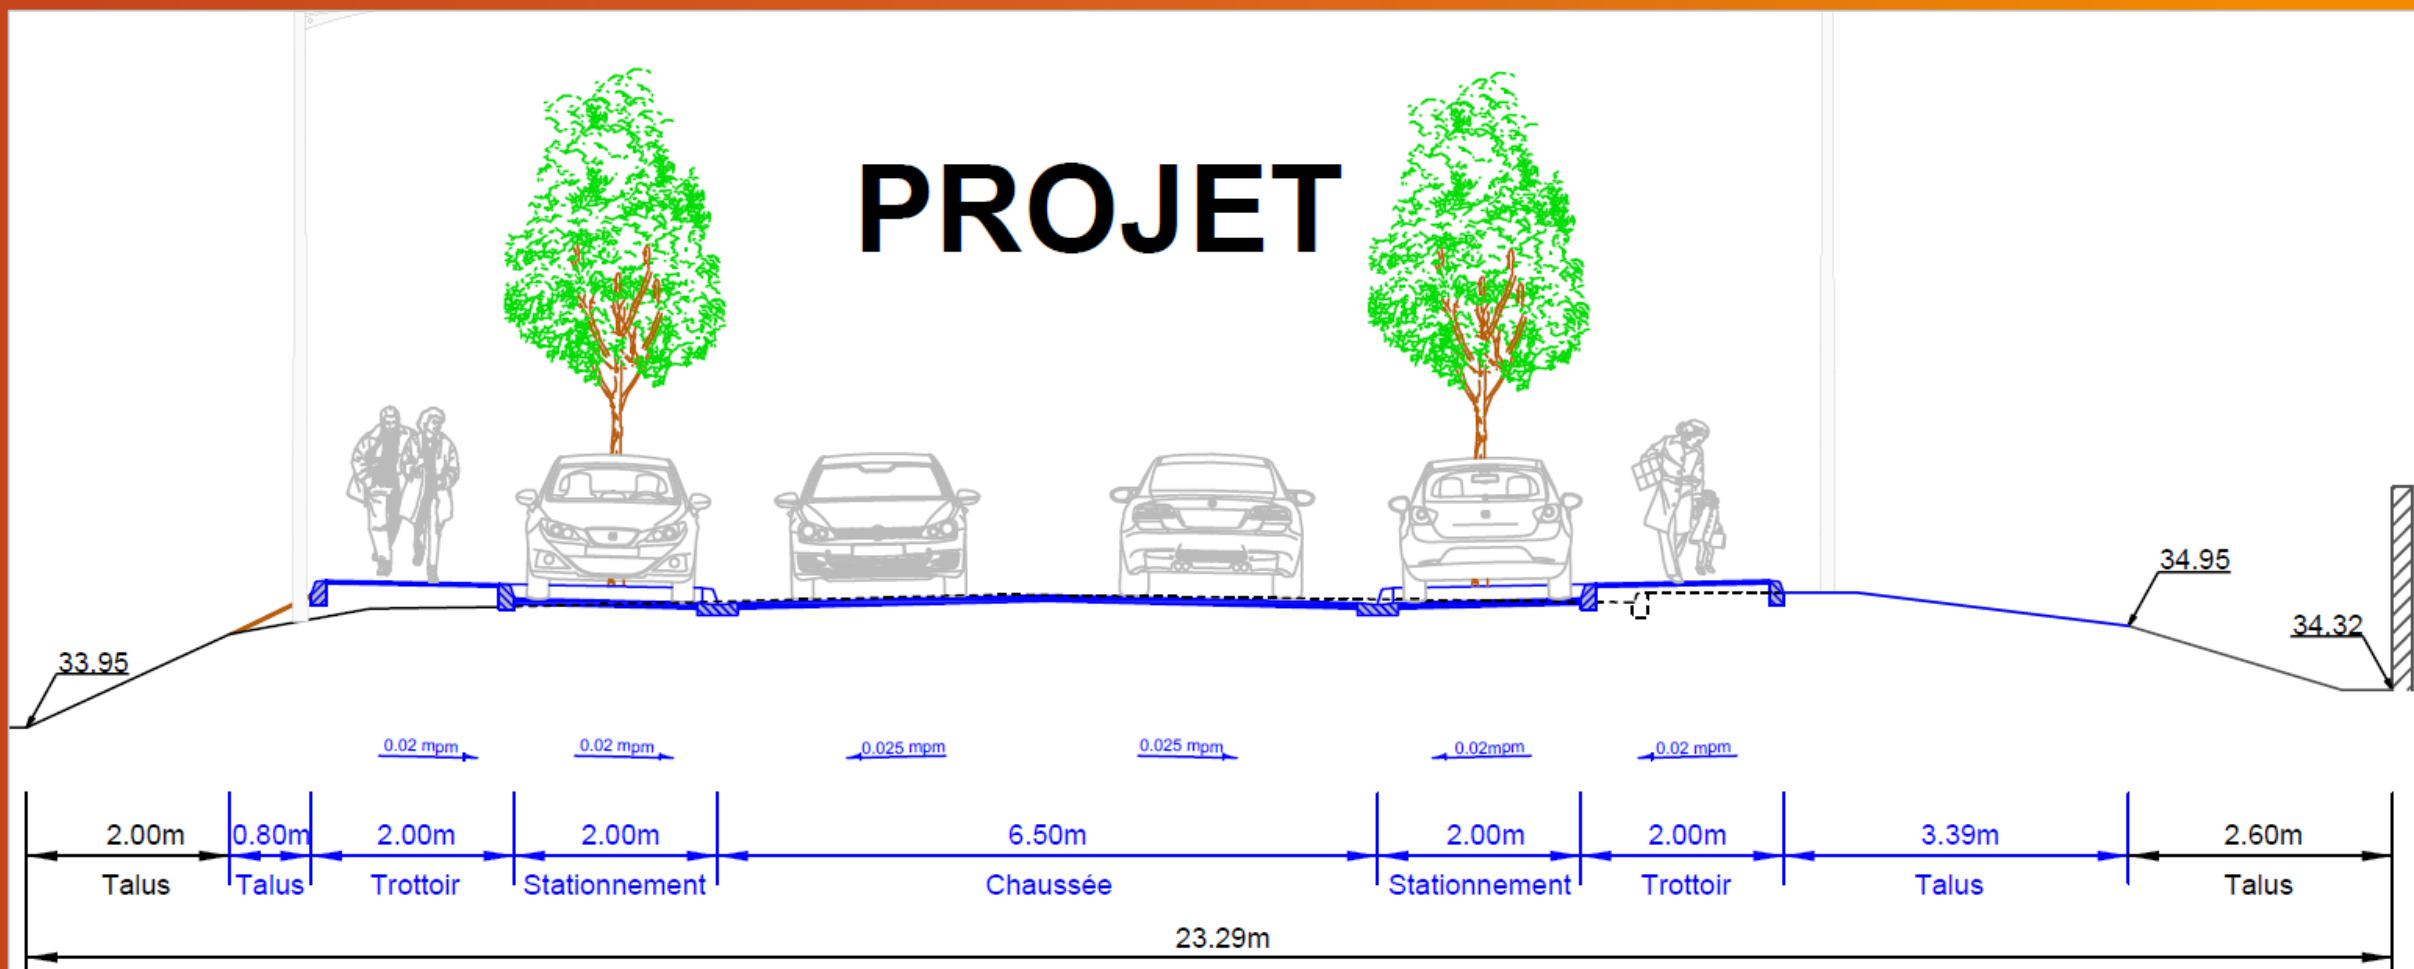 PROJET
34.95
34.32
33.95
0.02 mpm 0.02 mpm 0.025 mpm 0.025 mpm 0.02mpm 0.02 mpm
2.00m 0.80m 2.00m 2.00m 6.50m 2.00m 2.00m 3.39m 2.60m
Talus Talus Trottoir Stationnement Chaussée Stationnement Trottoir Talus Talus
23.29m